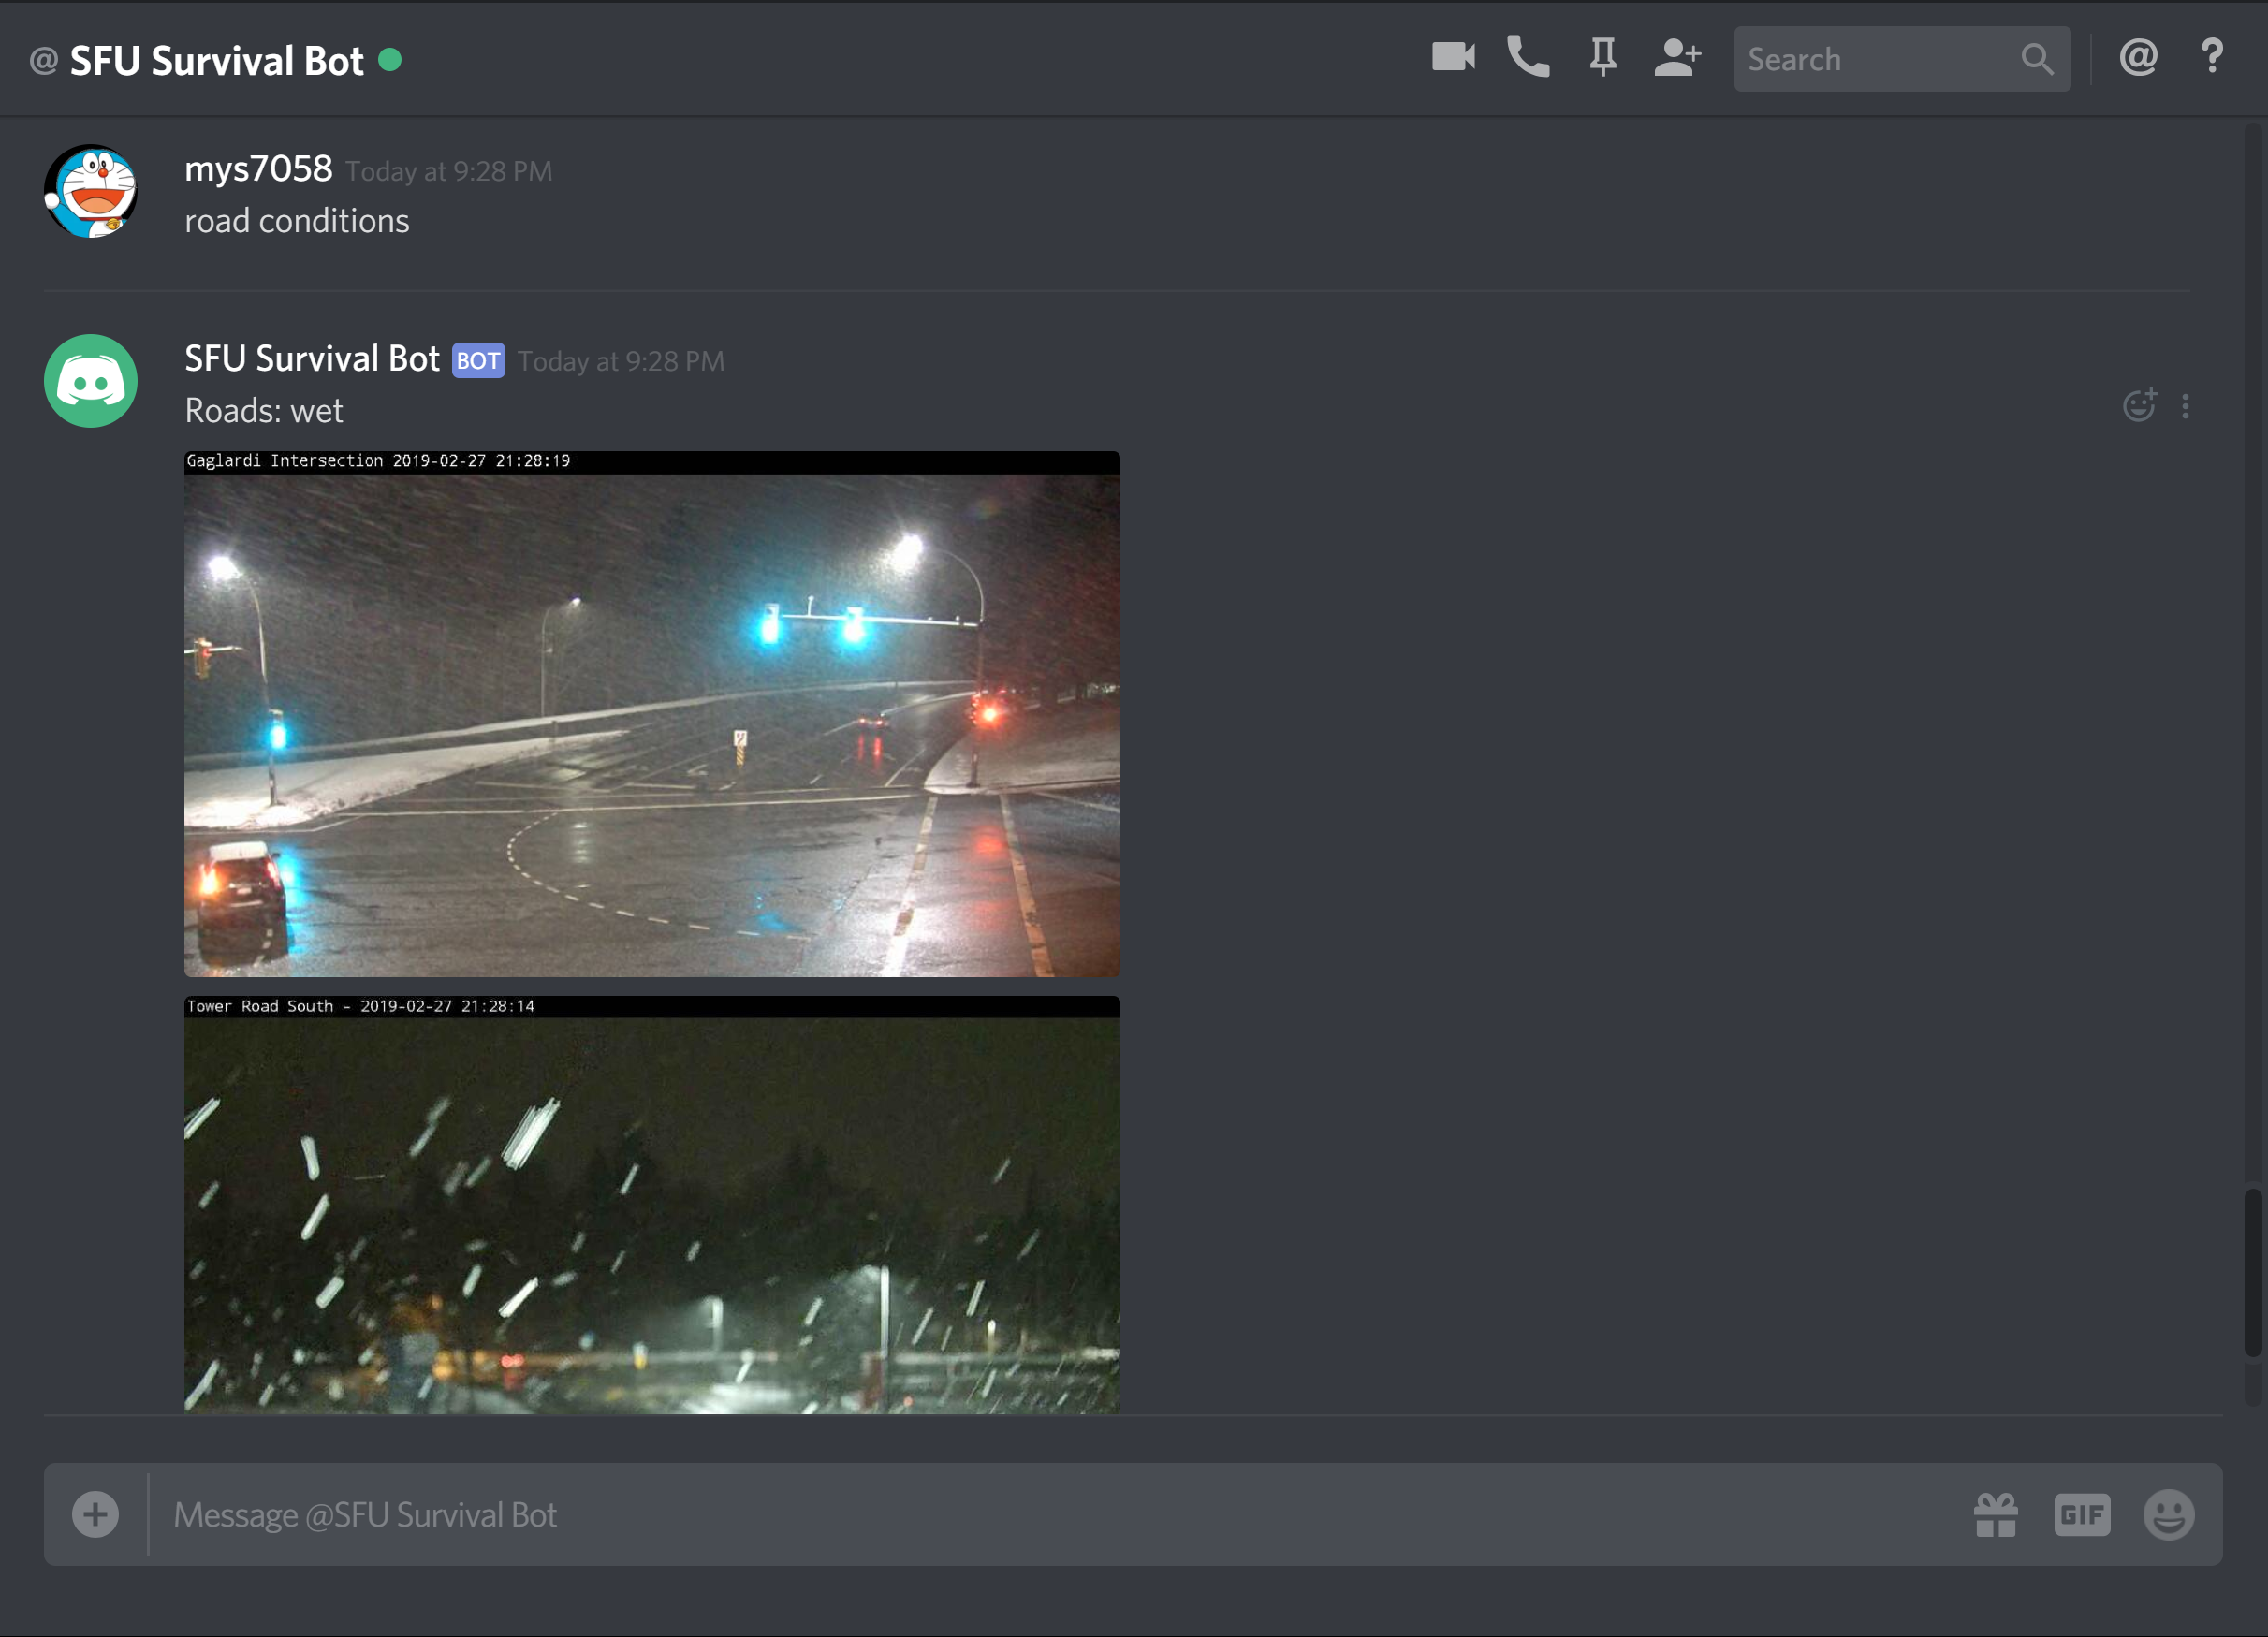 @ SFU Survival Bot
Search
@ ?
mys7058 Today at 9:28 PM
road conditions
SFU Survival Bot BOT Today at 9:28 PM
Roads: wet
Gaglardi Intersection 2019-02-27 21:28:19
Tower Road South - 2019-02-27 21:28:14
Message @SFU Survival Bot
GIF